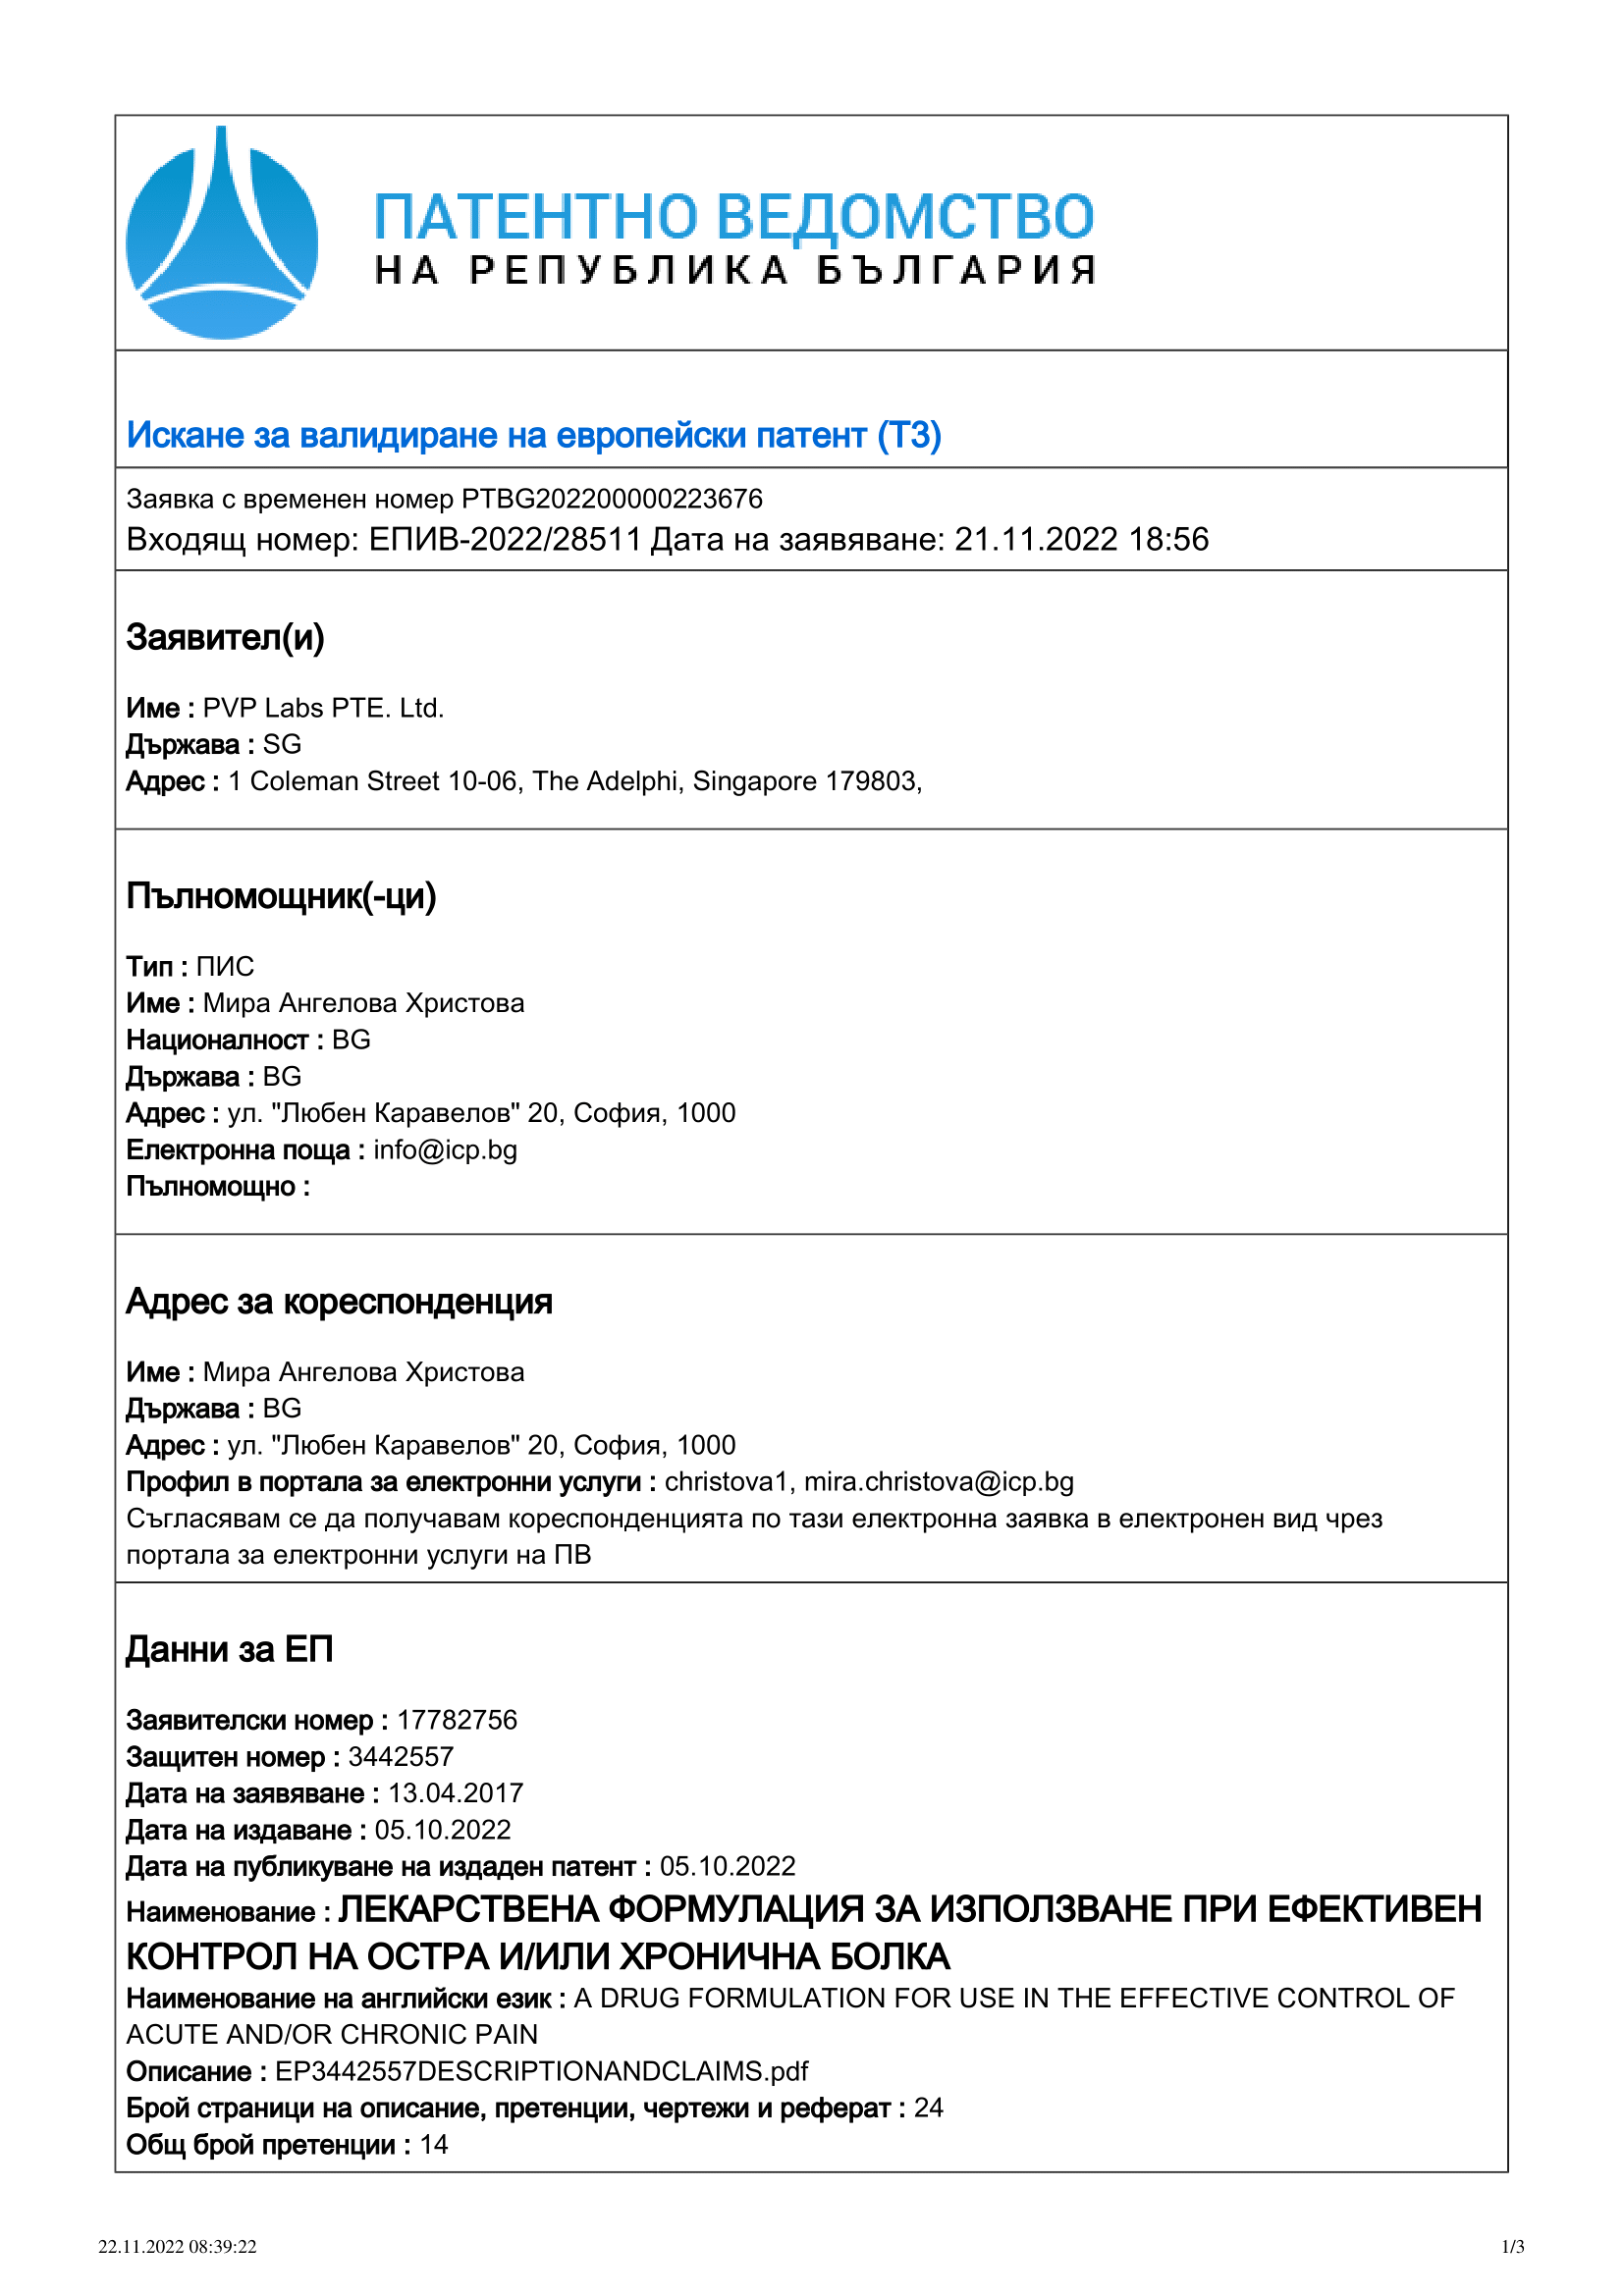 ПАТЕНТНО ВЕДОМСТВО
НА РЕПУБЛИКА БЪЛГАРИЯ
Искане за валидиране на европейски патент (Т3)
Заявка с временен номер PTBG202200000223676
Входящ номер: ЕПИВ-2022/28511 Дата на заявяване: 21.11.2022 18:56
Заявител(и)
Име : PVP Labs PTE. Ltd.
Държава : SG
Адрес : 1 Coleman Street 10-06, The Adelphi, Singapore 179803,
Пълномощник(-ци)
Тип : ПИС
Име : Мира Ангелова Христова
Националност : BG
Държава : BG
Адрес : ул. "Любен Каравелов" 20, София, 1000
Електронна поща : info@icp.bg
Пълномощно :
Адрес за кореспонденция
Име : Мира Ангелова Христова
Държава : BG
Адрес : ул. "Любен Каравелов" 20, София, 1000
Профил в портала за електронни услуги : christova1, mira.christova@icp.bg
Съгласявам се да получавам кореспонденцията по тази електронна заявка в електронен вид чрез
портала за електронни услуги на ПВ
Данни за ЕП
Заявителски номер : 17782756
Защитен номер : 3442557
Дата на заявяване : 13.04.2017
Дата на издаване : 05.10.2022
Дата на публикуване на издаден патент : 05.10.2022
Наименование : ЛЕКАРСТВЕНА ФОРМУЛАЦИЯ ЗА ИЗПОЛЗВАНЕ ПРИ ЕФЕКТИВЕН
КОНТРОЛ НА ОСТРА И/ИЛИ ХРОНИЧНА БОЛКА
Наименование на английски език : A DRUG FORMULATION FOR USE IN THE EFFECTIVE CONTROL OF
ACUTE AND/OR CHRONIC PAIN
Описание : EP3442557DESCRIPTIONANDCLAIMS.pdf
Брой страници на описание, претенции, чертежи и реферат : 24
Общ брой претенции : 14
22.11.2022 08:39:22
1/3